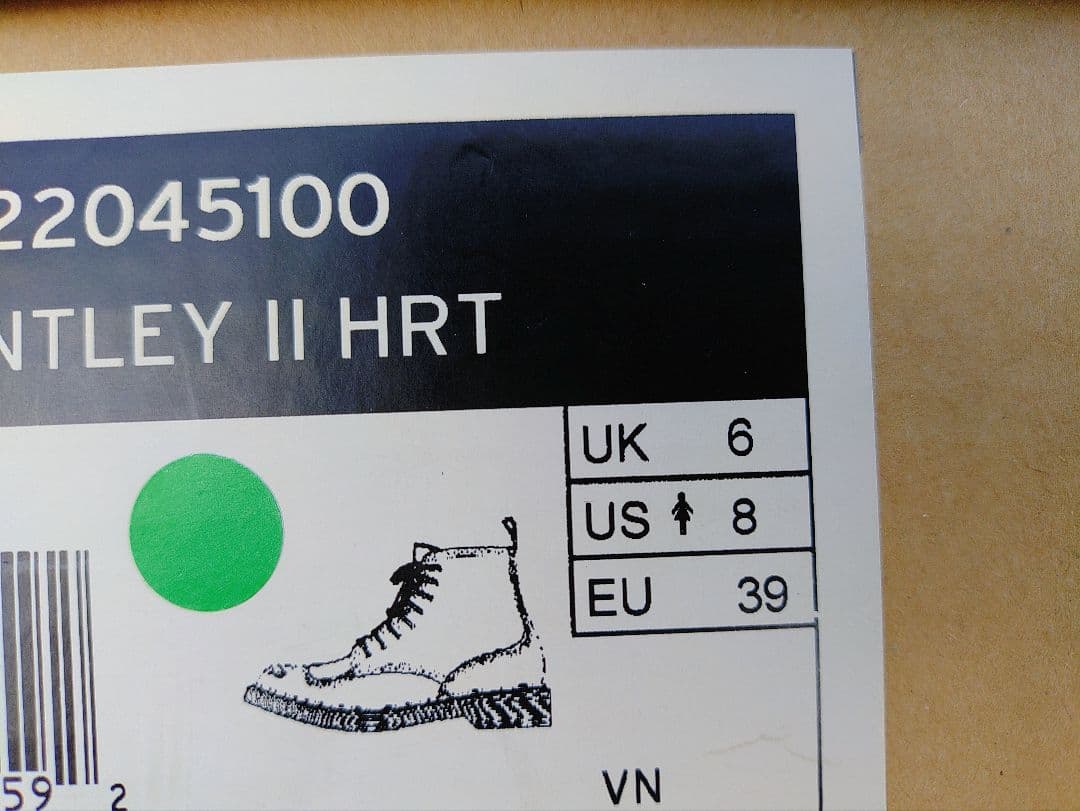 22045100
NTLEY II HRT
UK 6
US 8
EU 39
VN
59 2